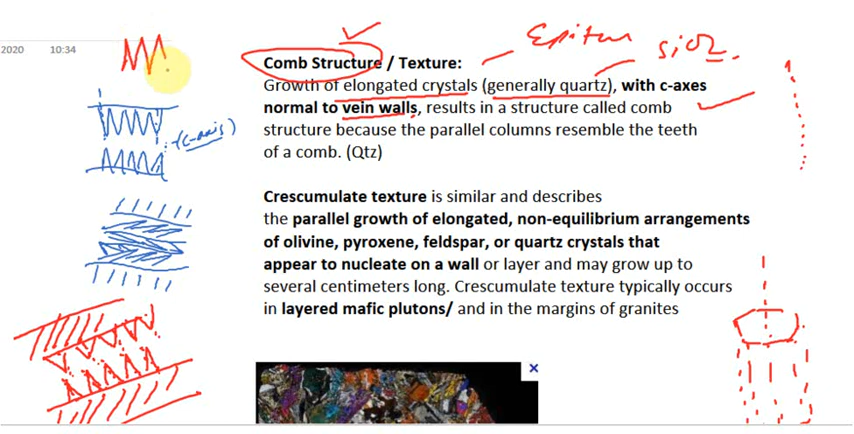 2020 10:34
Comb Structure / Texture:
SiO2.
Growth of elongated crystals (generally quartz), with c-axes
normal to vein walls, results in a structure called comb
structure because the parallel columns resemble the teeth
of a comb. (Qtz)
(c-axis)
Crescumulate texture is similar and describes
the parallel growth of elongated, non-equilibrium arrangements
of olivine, pyroxene, feldspar, or quartz crystals that
appear to nucleate on a wall or layer and may grow up to
several centimeters long. Crescumulate texture typically occurs
in layered mafic plutons/ and in the margins of granites